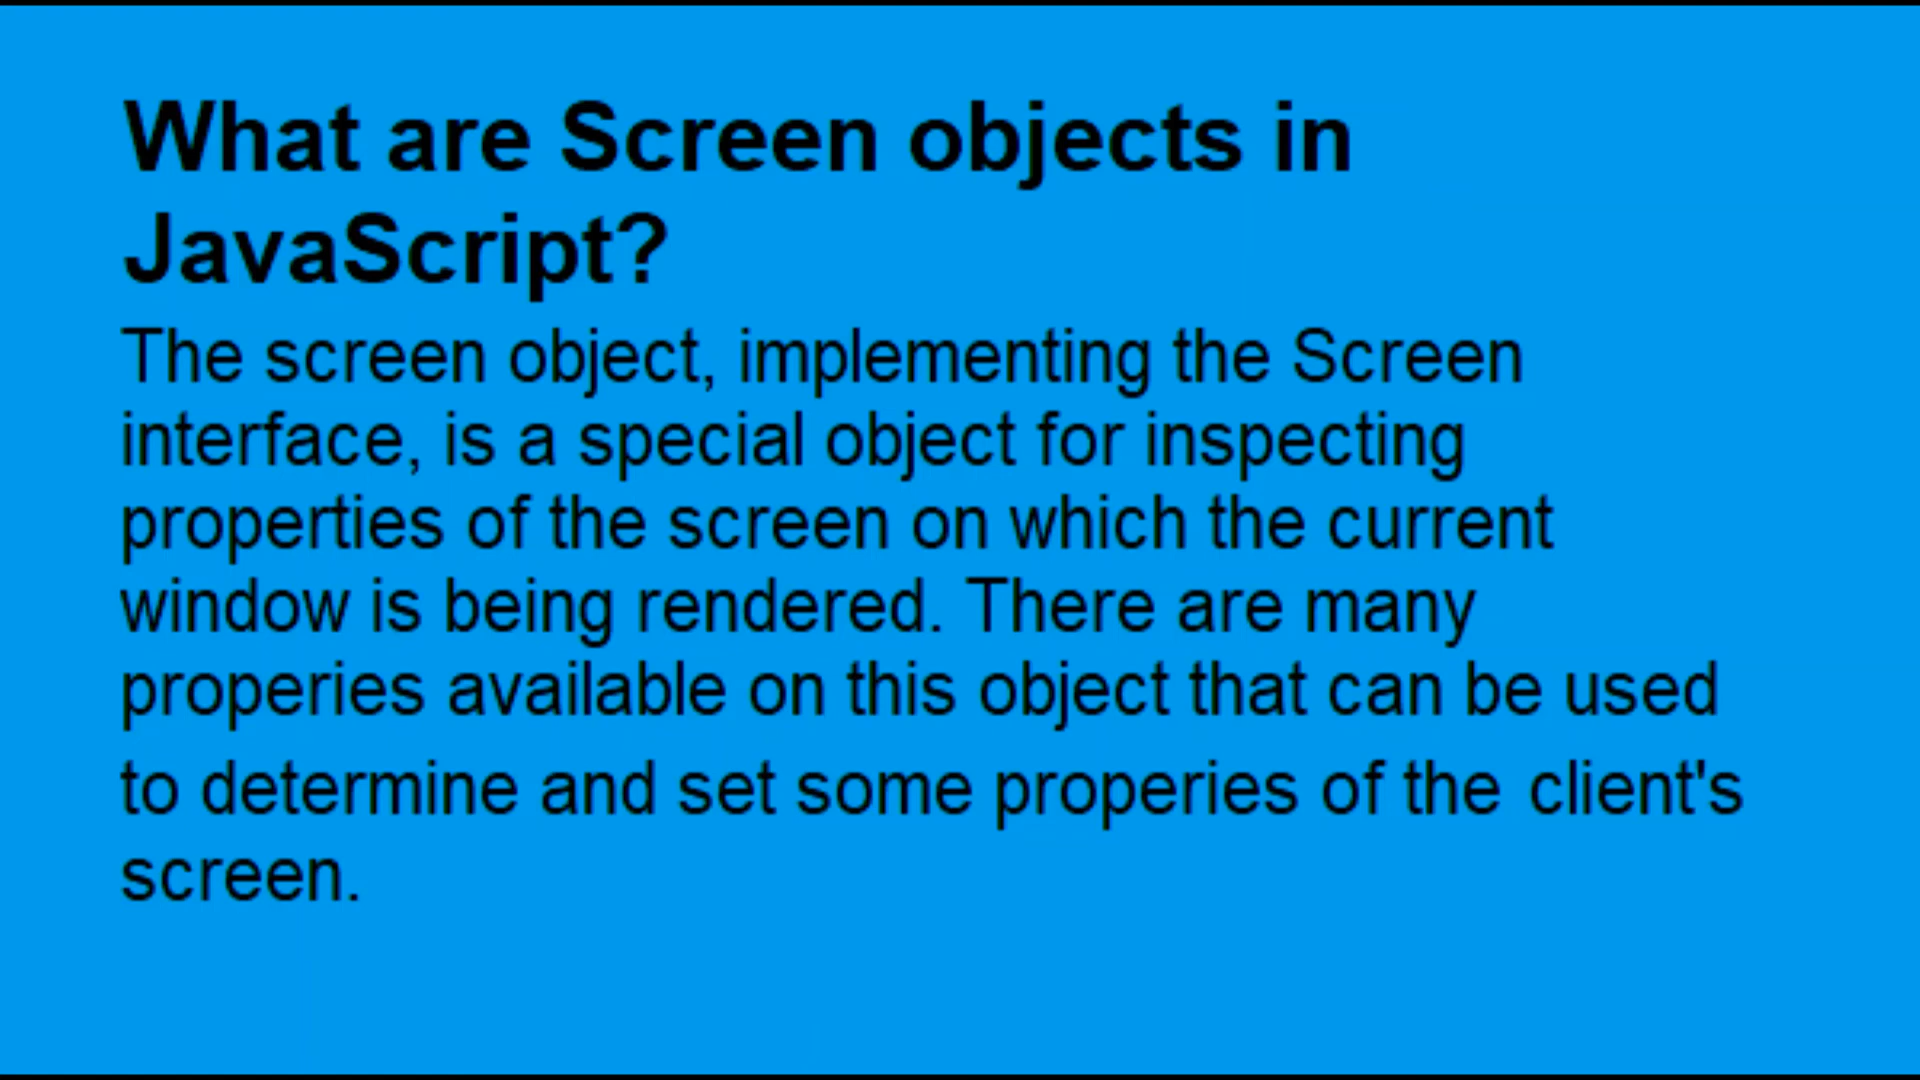 What are Screen objects in
JavaScript?
The screen object, implementing the Screen
interface, is a special object for inspecting
properties of the screen on which the current
window is being rendered. There are many
properies available on this object that can be used
to determine and set some properies of the client's
screen.